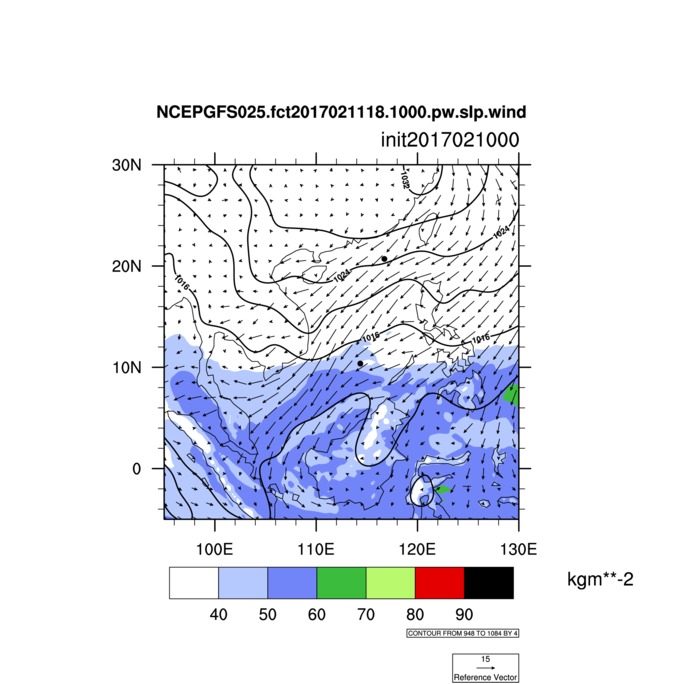 NCEPGFS025.fct2017021118.1000.pw.slp.wind
init2017021000
30N
1032
1024
20N
1024
1016
1016
1016
10N
0
100E 110E 120E 130E
kgm**-2
40 50 60 70 80 90
CONTOUR FROM 948 TO 1084 BY 4
15
Reference Vector